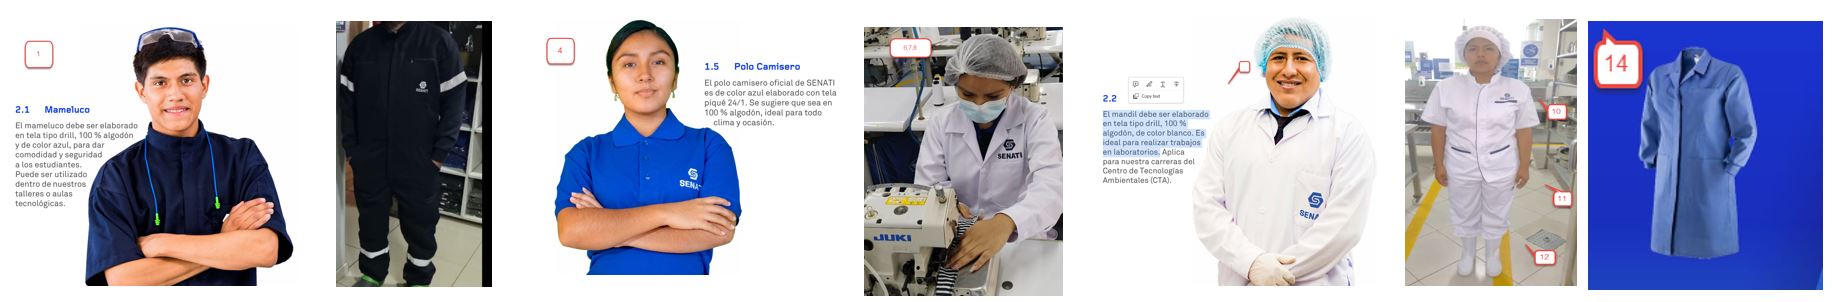 1
2.1 Mameluco
El mameluco debe ser elaborado
en tela tipo drill, 100 % algodón
y de color azul, para dar
comodidad y seguridad
a los estudiantes.
Puede ser utilizado
dentro de nuestros
talleres o aulas
tecnológicas.
SENATI
4
1.5 Polo Camisero
El polo camisero oficial de SENATI
es de color azul elaborado con tela
piqué 24/1. Se sugiere que sea en
100 % algodón, ideal para todo
clima y ocasión.
SENA
6,7,8
SENATI
JUKI
2.2
Copy text
El mandil debe ser elaborado
en tela tipo drill, 100 %
algodón, de color blanco. Es
ideal para realizar trabajos
en laboratorios. Aplica
para nuestra carreras del
Centro de Tecnologías
Ambientales (CTA).
SENA
10
11
12
14